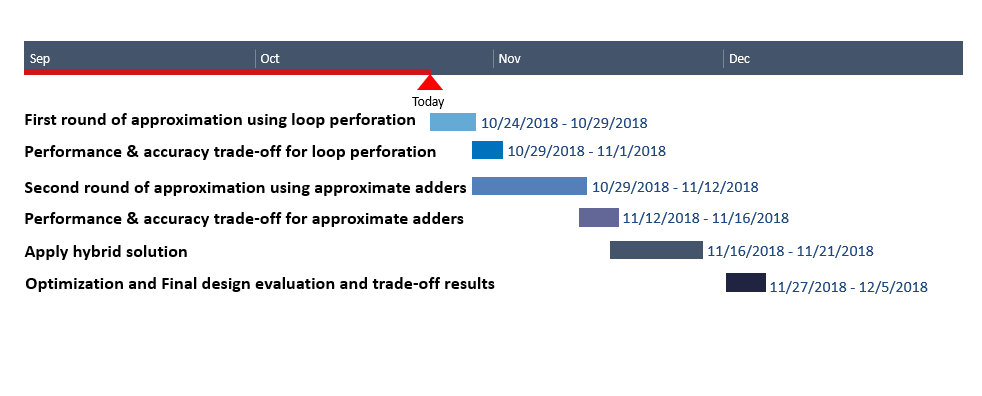 Sep Oct Nov Dec
Today
First round of approximation using loop perforation 10/24/2018 - 10/29/2018
Performance & accuracy trade-off for loop perforation 10/29/2018 - 11/1/2018
Second round of approximation using approximate adders 10/29/2018 - 11/12/2018
Performance & accuracy trade-off for approximate adders 11/12/2018 - 11/16/2018
Apply hybrid solution 11/16/2018 - 11/21/2018
Optimization and Final design evaluation and trade-off results 11/27/2018 - 12/5/2018